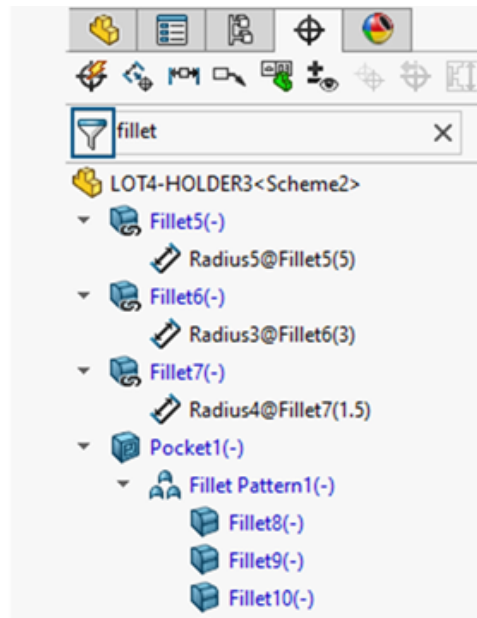 fillet
LOT4-HOLDER3<Scheme2>
Fillet5(-)
Radius5@Fillet5(5)
Fillet6(-)
Radius3@Fillet6(3)
Fillet7(-)
Radius4@Fillet7(1.5)
Pocket1(-)
Fillet Pattern1(-)
Fillet8(-)
Fillet9(-)
Fillet10(-)